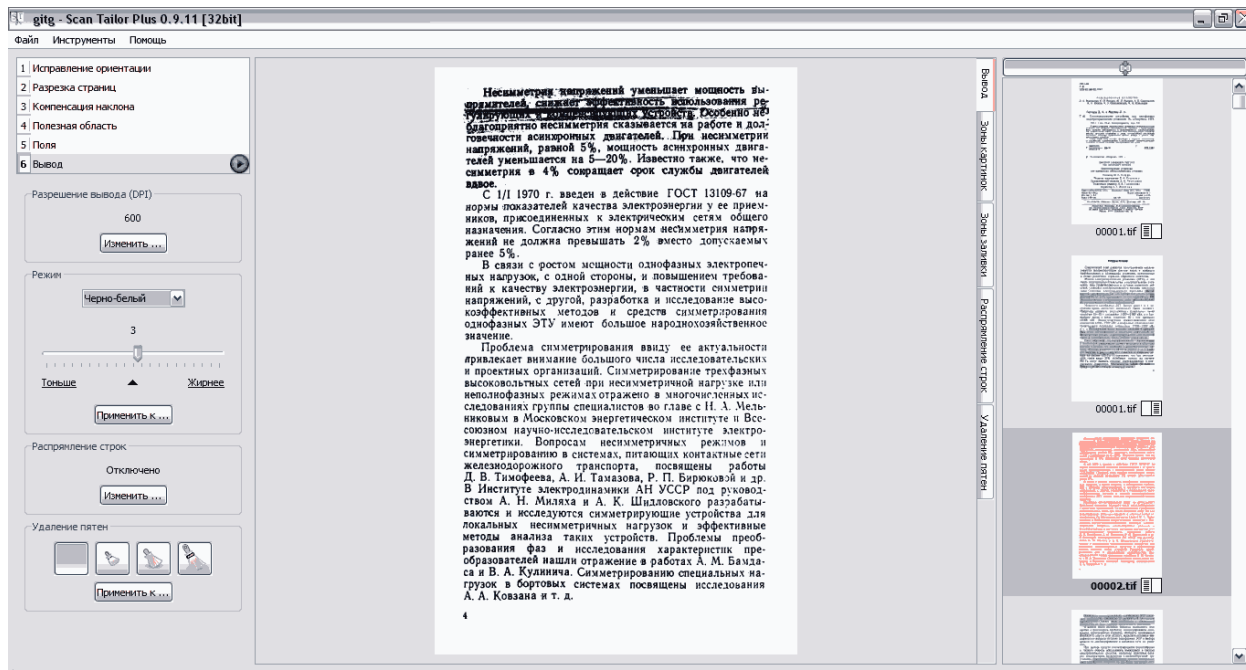 gitg - Scan Tailor Plus 0.9.11 [32bit]
Файл Инструменты Помощь
1 Исправление ориентации
2 Разрезка страниц
3 Компенсация наклона
4 Полезная область
5 Поля
6 Вывод
Разрешение вывода (DPI)
600
Изменить ...
Режим
Черно-белый
3
Тоньше
Жирнее
Применить к ...
Распрямление строк
Отключено
Изменить ...
Удаление пятен
Применить к ...
Несимметрия напряжений уменьшает мощность вы-
прямителей, снижает эффективность использования ре-
гулирующих и компенсирующих устройств. Особенно не-
благоприятно несимметрия сказывается на работе и дол-
говечности асинхронных двигателей. При несимметрии
напряжений, равной 5%, мощность асинхронных двига-
телей уменьшается на 5—20%. Известно также, что не-
симметрия в 4% сокращает срок службы двигателей
вдвое.
С 1/I 1970 г. введен в действие ГОСТ 13109-67 на
нормы показателей качества электроэнергии у ее прием-
ников, присоединенных к электрическим сетям общего
назначения. Согласно этим нормам несимметрия напря-
жений не должна превышать 2% вместо допускаемых
ранее 5%.
В связи с ростом мощности однофазных электропеч-
ных нагрузок, с одной стороны, и повышением требова-
ний к качеству электроэнергии, в частности симметрии
напряжений, с другой, разработка и исследование высо-
коэффективных методов и средств симметрирования
однофазных ЭТУ имеют большое народнохозяйственное
значение.
Проблема симметрирования ввиду ее актуальности
привлекает внимание большого числа исследовательских
и проектных организаций. Симметрирование трехфазных
высоковольтных сетей при несимметричной нагрузке или
неполнофазных режимах отражено в многочисленных ис-
следованиях группы специалистов во главе с Н. А. Мель-
никовым в Московском энергетическом институте и Все-
союзном научно-исследовательском институте электро-
энергетики. Вопросам несимметричных режимов и
симметрированию в системах, питающих контактные сети
железнодорожного транспорта, посвящены работы
Д. В. Тимофеева, А. И. Тамазова, Р. П. Бирюковой и др.
В Институте электродинамики АН УССР под руковод-
ством А. Н. Миляха и А. К. Шидловского разрабаты-
ваются и исследуются симметрирующие устройства для
локальных несимметричных нагрузок и эффективные
методы анализа таких устройств. Проблемы преоб-
разования фаз и исследования характеристик пре-
образователей нашли отражение в работах А. М. Бамда-
са и В. А. Кулинича. Симметрированию специальных на-
грузок в бортовых системах посвящены исследования
А. А. Ковзана и т. д.
4
Вывод
Зоны картинок
Зоны заливки
Распрямление строк
Удаление пятен
00001.tif
00001.tif
00002.tif